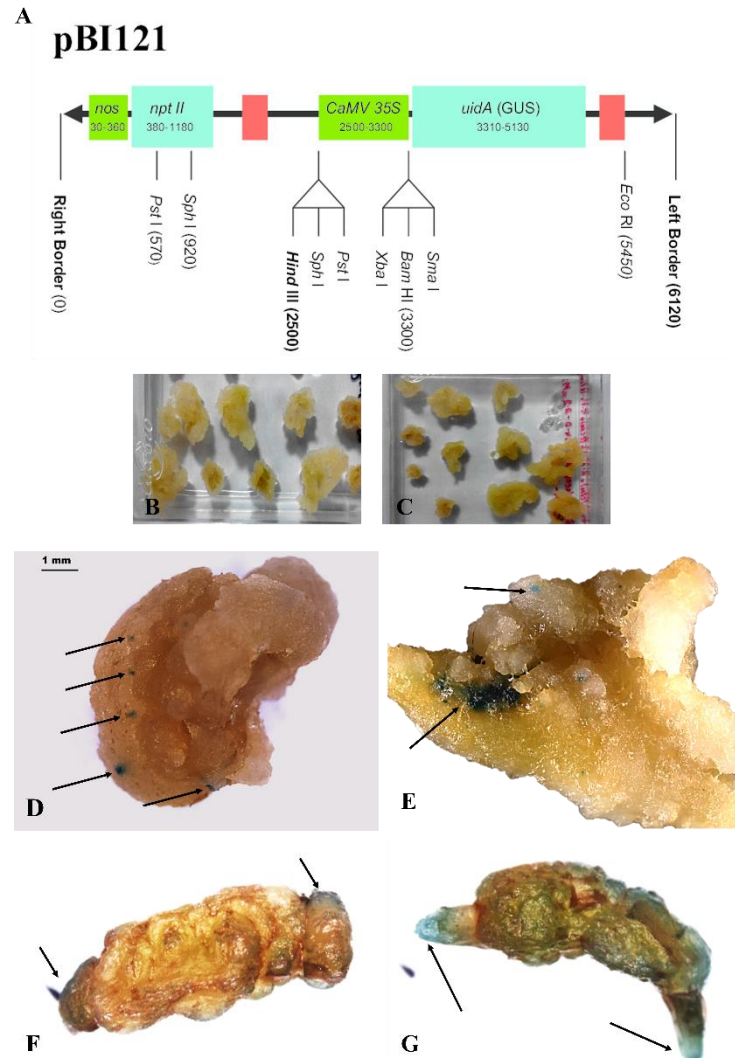 A
pBI121
nos
30-360
npt II
380-1180
CaMV 35S
2500-3300
uidA (GUS)
3310-5130
Right Border (0)
Pst I (570)
Sph I (920)
Hind III (2500)
Sph I
Pst I
Xba I
Bam HI (3300)
Sma I
Eco RI (5450)
Left Border (6120)
B
C
1 mm
D
E
F
G